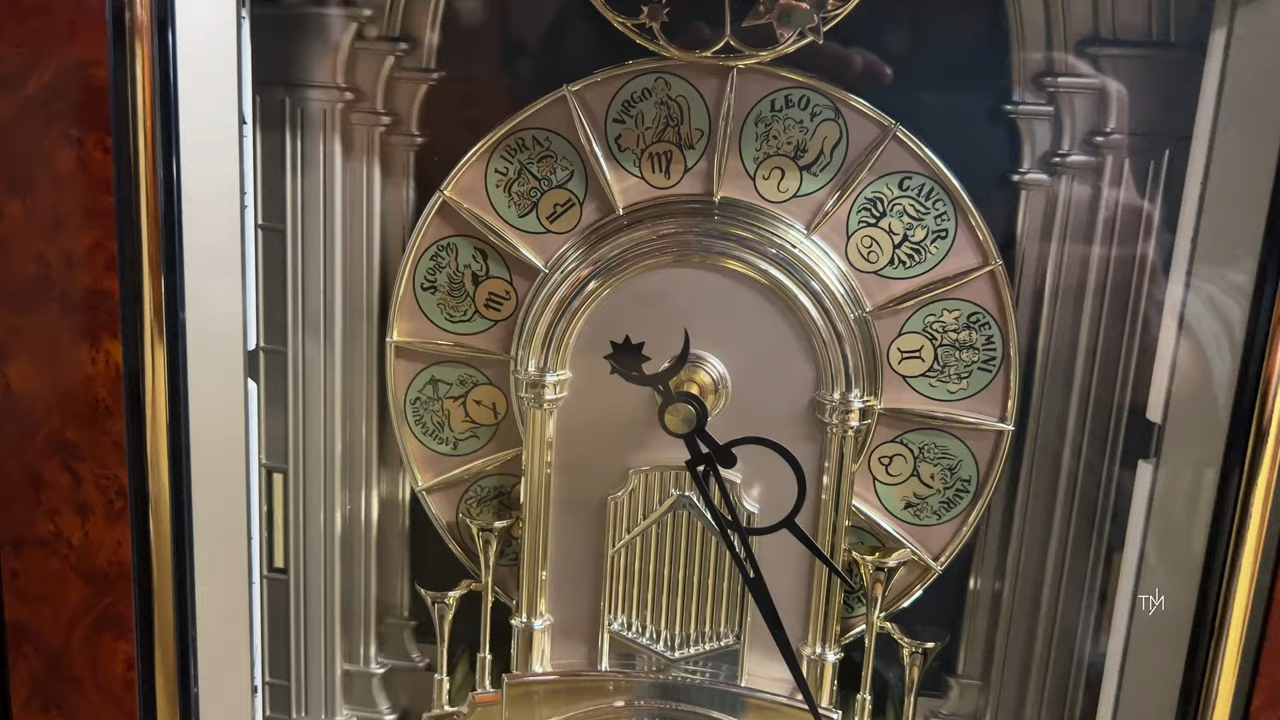 VIRGO
LEO
LIBRA
CANCER
SCORPIO
GEMINI
SAGITTARIUS
TAURUS
TM